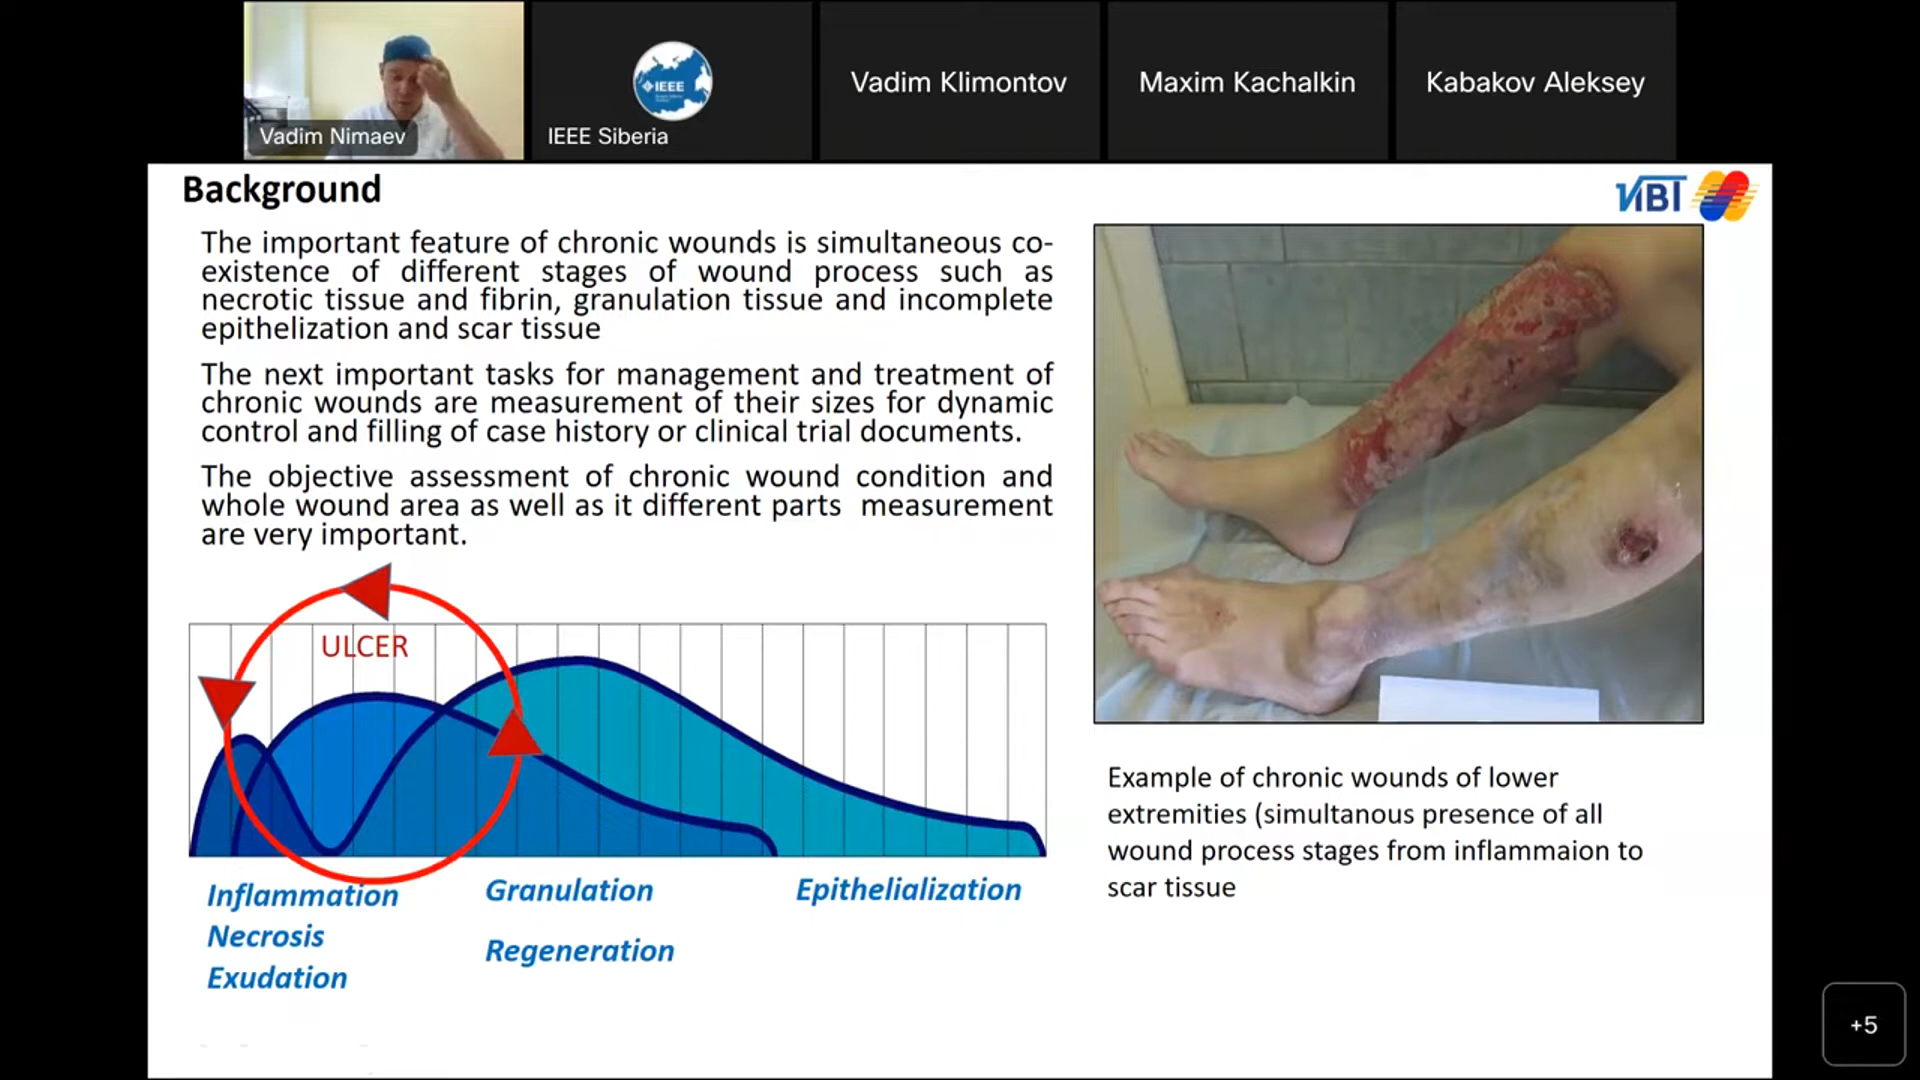 Vadim Nimaev
IEEE
IEEE Siberia
Vadim Klimontov
Maxim Kachalkin
Kabakov Aleksey
Background
The important feature of chronic wounds is simultaneous co-
existence of different stages of wound process such as
necrotic tissue and fibrin, granulation tissue and incomplete
epithelization and scar tissue
The next important tasks for management and treatment of
chronic wounds are measurement of their sizes for dynamic
control and filling of case history or clinical trial documents.
The objective assessment of chronic wound condition and
whole wound area as well as it different parts measurement
are very important.
ULCER
Inflammation
Necrosis
Exudation
Granulation
Regeneration
Epithelialization
Example of chronic wounds of lower
extremities (simultanous presence of all
wound process stages from inflammaion to
scar tissue
+5